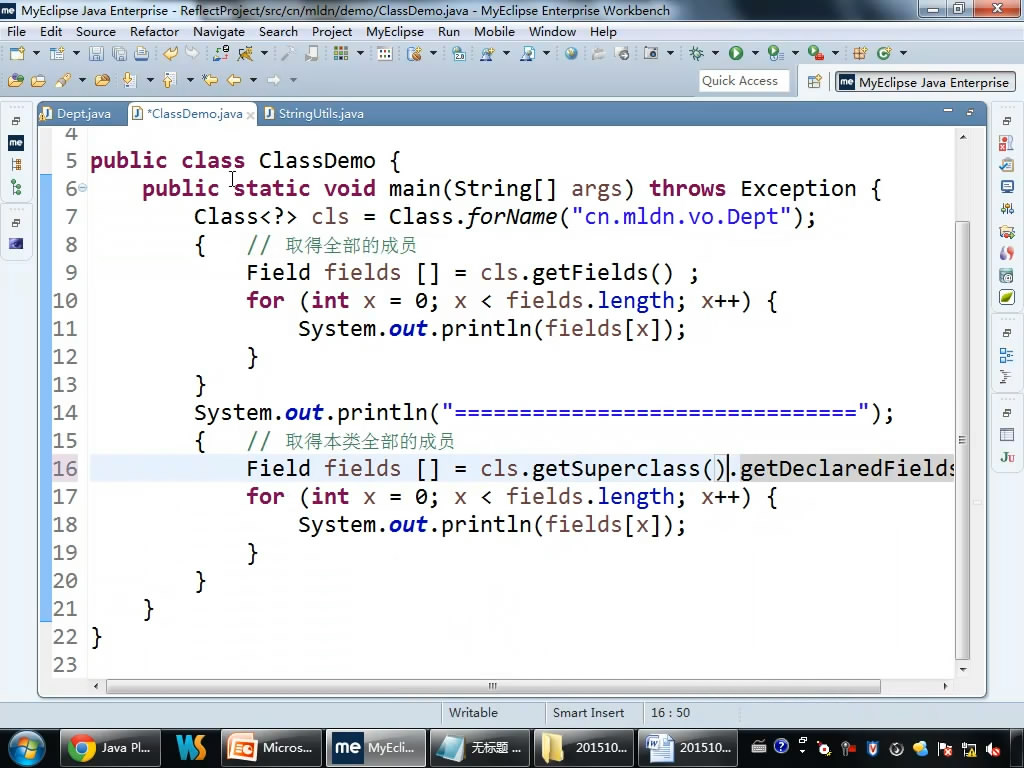 MyEclipse Java Enterprise - ReflectProject/src/cn/mldn/demo/ClassDemo.java - MyEclipse Enterprise Workbench
File Edit Source Refactor Navigate Search Project MyEclipse Run Mobile Window Help
Quick Access
me MyEclipse Java Enterprise
Dept.java *ClassDemo.java StringUtils.java
4
5 public class ClassDemo {
6 public static void main(String[] args) throws Exception {
7 Class<?> cls = Class.forName("cn.mldn.vo.Dept");
8 { // 取得全部的成员
9 Field fields [] = cls.getFields() ;
10 for (int x = 0; x < fields.length; x++) {
11 System.out.println(fields[x]);
12 }
13 }
14 System.out.println("===============================");
15 { // 取得本类全部的成员
16 Field fields [] = cls.getSuperclass().getDeclaredFields
17 for (int x = 0; x < fields.length; x++) {
18 System.out.println(fields[x]);
19 }
20 }
21 }
22 }
23
Writable Smart Insert 16 : 50
Java Pl... Micros... me MyEcli... 无标题 ... 201510... 201510...